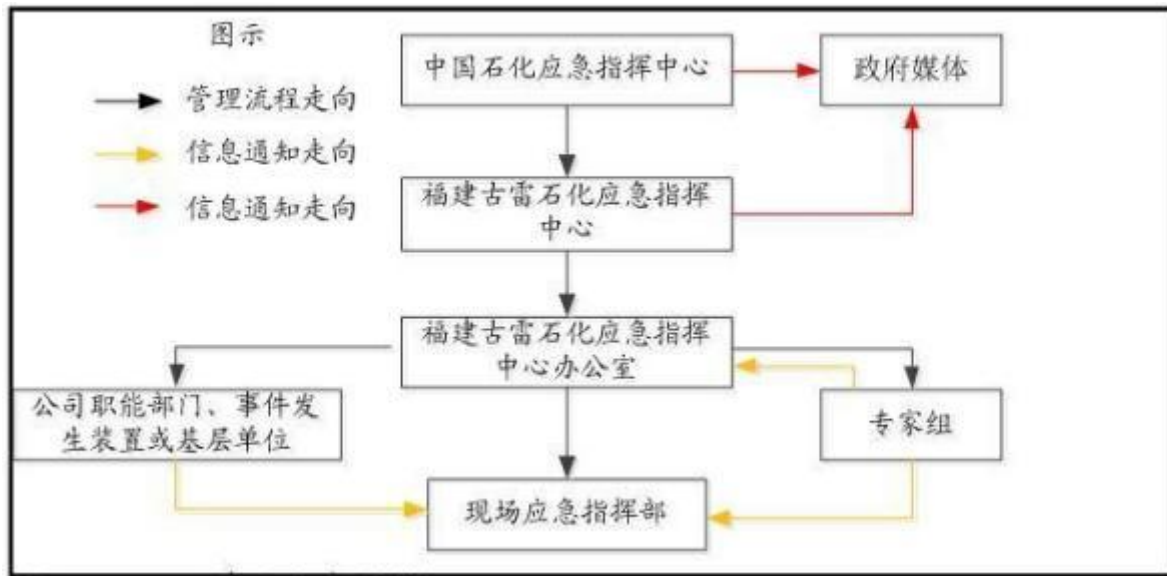 图示
管理流程走向
信息通知走向
信息通知走向
中国石化应急指挥中心
政府媒体
福建古雷石化应急指挥
中心
福建古雷石化应急指挥
中心办公室
公司职能部门、事件发
生装置或基层单位
专家组
现场应急指挥部